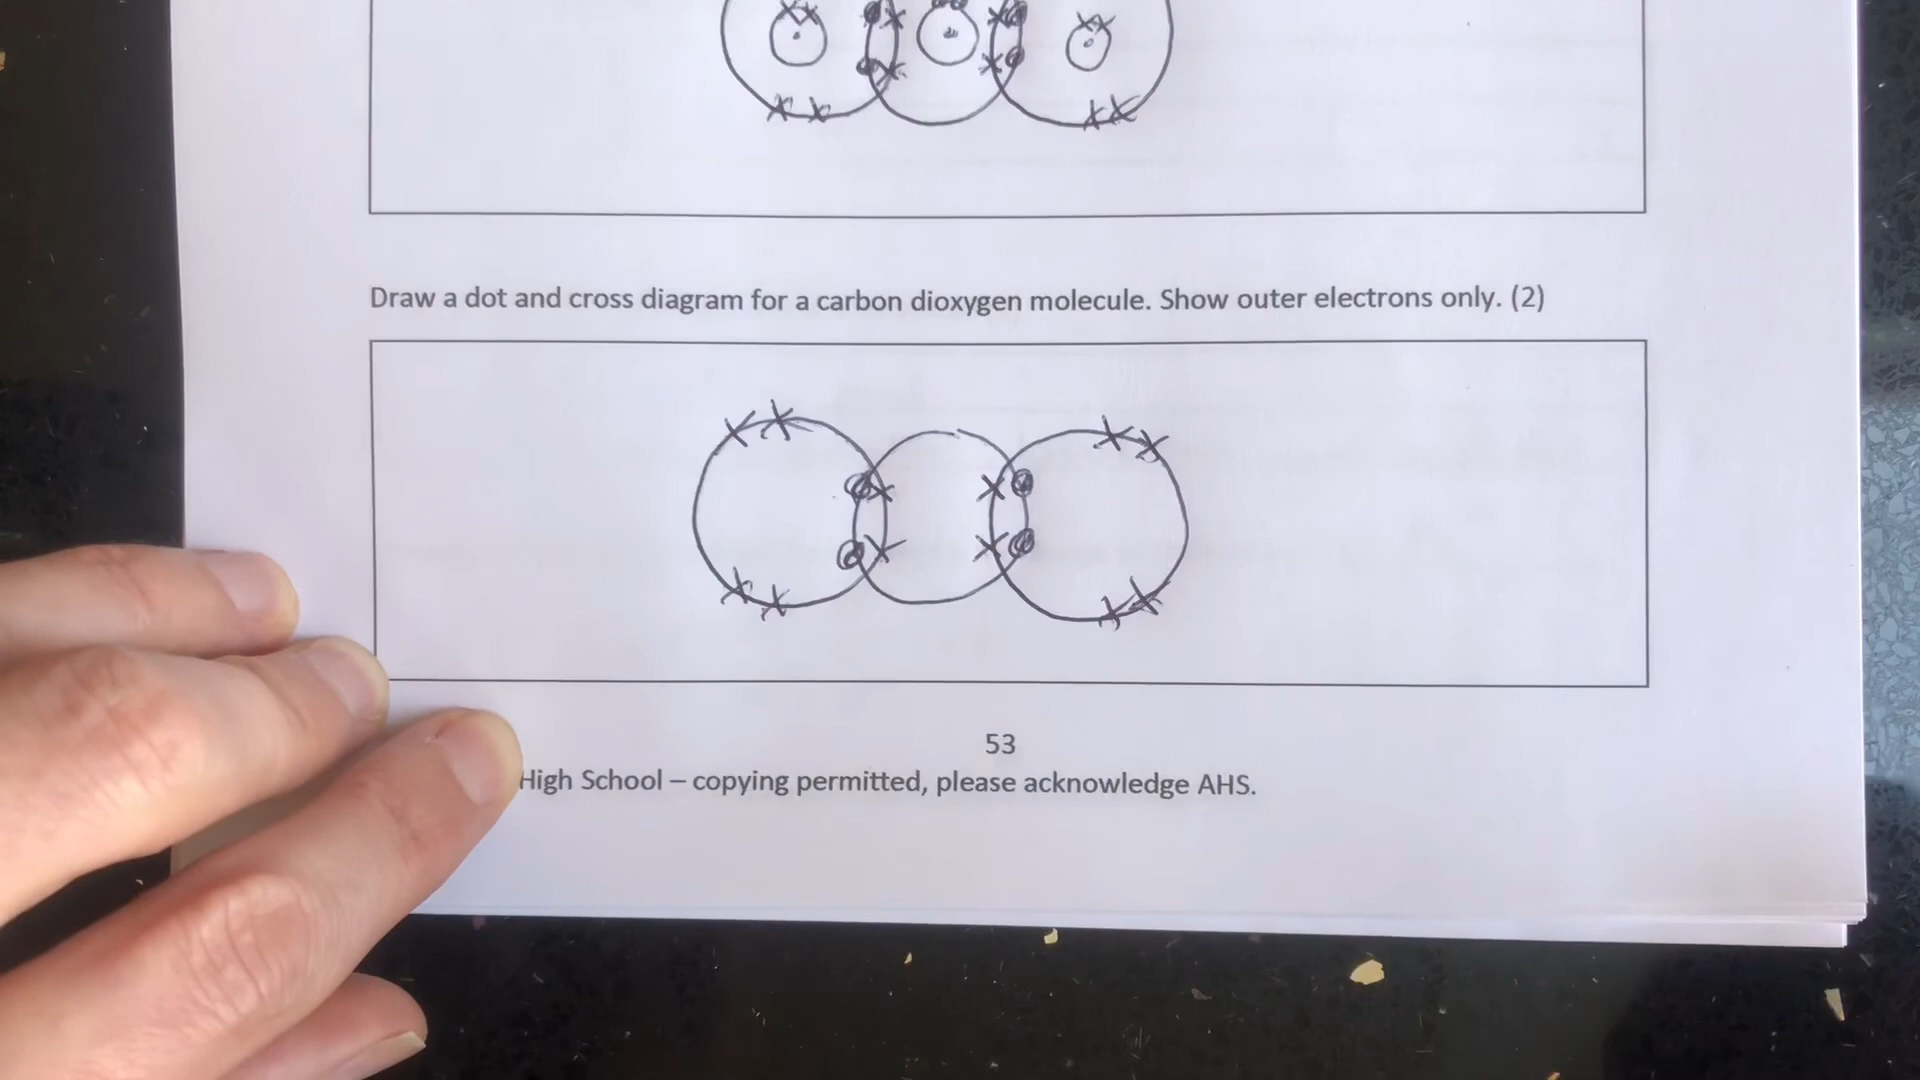 Draw a dot and cross diagram for a carbon dioxygen molecule. Show outer electrons only. (2)
53
High School – copying permitted, please acknowledge AHS.